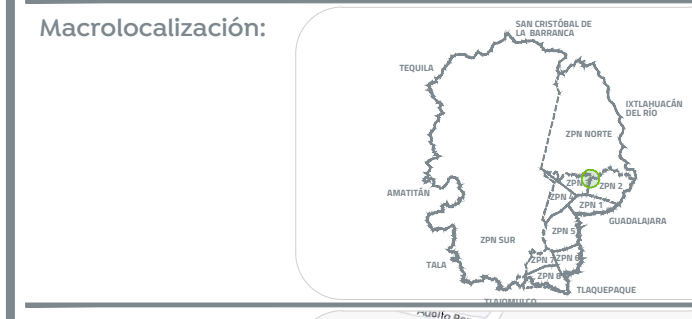 Macrolocalización:
SAN CRISTÓBAL DE
LA BARRANCA
TEQUILA
IXTLAHUACÁN
DEL RÍO
ZPN NORTE
ZPN 3
ZPN 2
AMATITÁN
ZPN 4
ZPN 1
GUADALAJARA
ZPN 5
ZPN SUR
ZPN 7
ZPN 6
TALA
ZPN 8
TLAQUEPAQUE
TLAJOMULCO